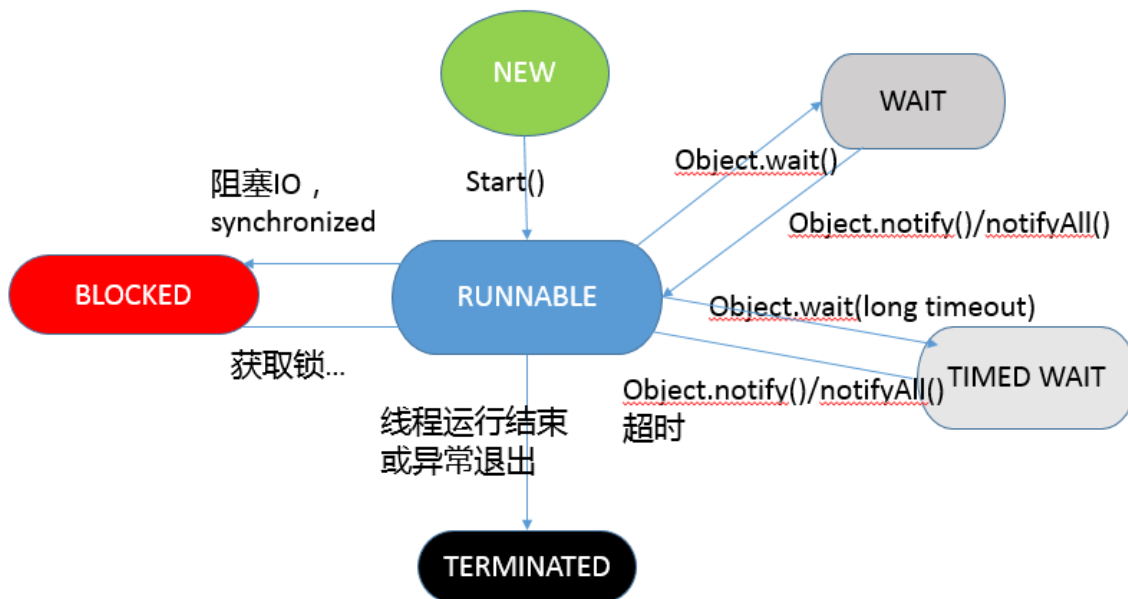 NEW
WAIT
Object.wait()
Start()
阻塞IO，
synchronized
Object.notify()/notifyAll()
BLOCKED
RUNNABLE
Object.wait(long timeout)
获取锁...
TIMED WAIT
Object.notify()/notifyAll()
超时
线程运行结束
或异常退出
TERMINATED